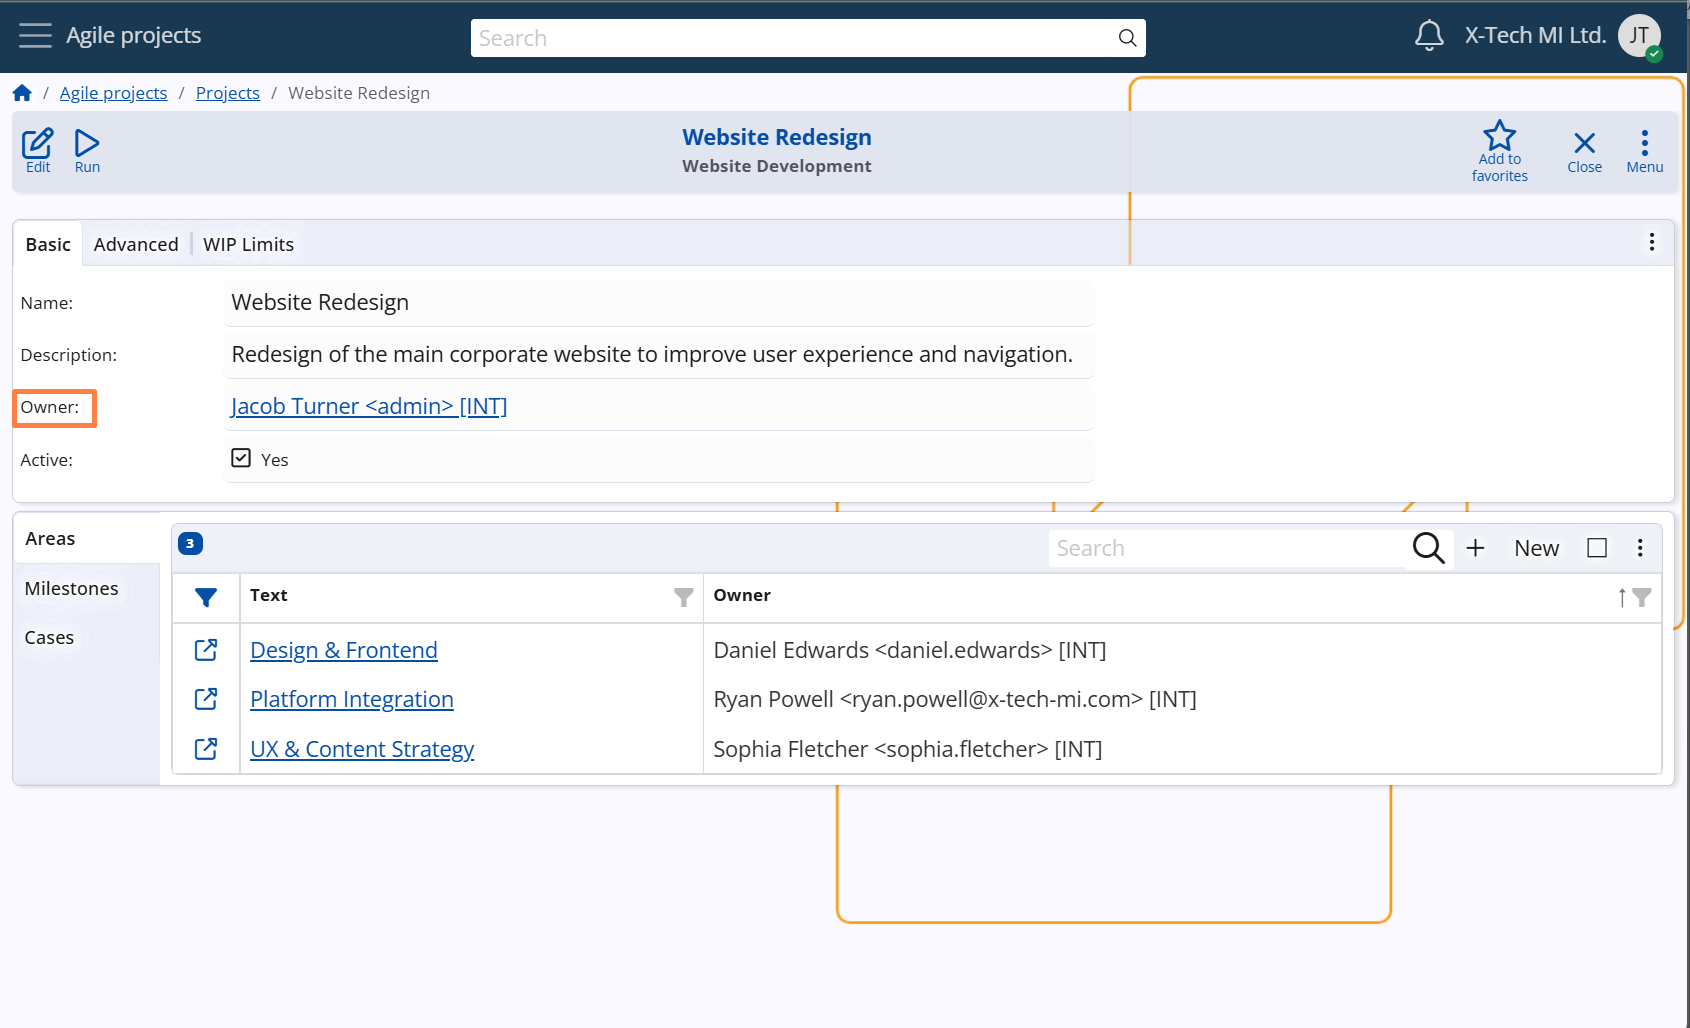 Agile projects
Search
X-Tech MI Ltd.
JT
/ Agile projects / Projects / Website Redesign
Edit
Run
Website Redesign
Website Development
Add to
favorites
Close
Menu
Basic
Advanced
WIP Limits
Name:
Website Redesign
Description:
Redesign of the main corporate website to improve user experience and navigation.
Owner:
Jacob Turner <admin> [INT]
Active:
Yes
Areas
Milestones
Cases
3
Search
New
Text
Owner
Design & Frontend
Daniel Edwards <daniel.edwards> [INT]
Platform Integration
Ryan Powell <ryan.powell@x-tech-mi.com> [INT]
UX & Content Strategy
Sophia Fletcher <sophia.fletcher> [INT]